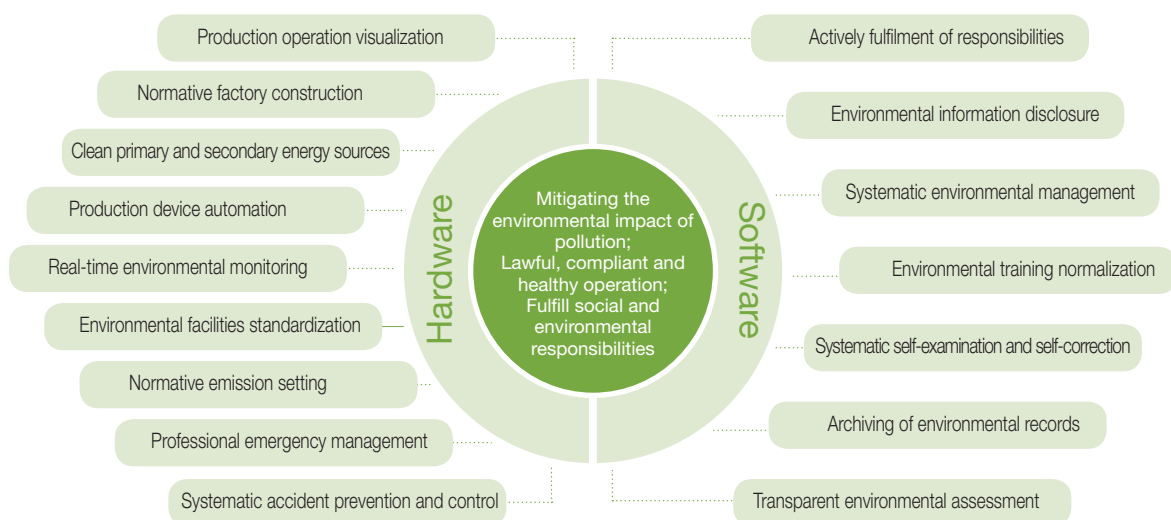 Production operation visualization
Normative factory construction
Clean primary and secondary energy sources
Production device automation
Real-time environmental monitoring
Environmental facilities standardization
Normative emission setting
Professional emergency management
Systematic accident prevention and control
Hardware
Mitigating the
environmental impact of
pollution;
Lawful, compliant and
healthy operation;
Fulfill social and
environmental
responsibilities
Software
Actively fulfilment of responsibilities
Environmental information disclosure
Systematic environmental management
Environmental training normalization
Systematic self-examination and self-correction
Archiving of environmental records
Transparent environmental assessment